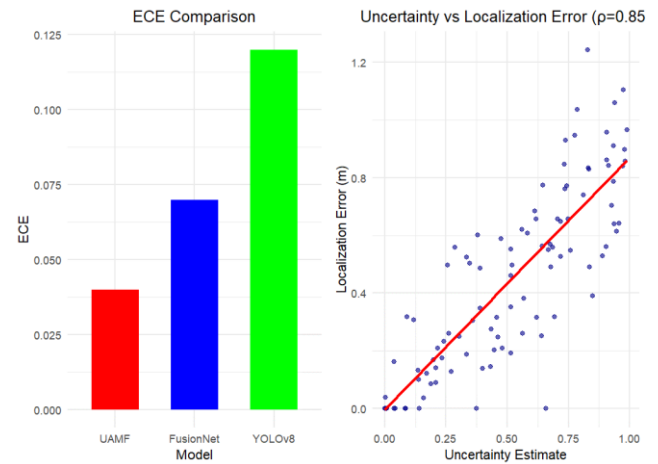 ECE Comparison
0.125
0.100
0.075
0.050
0.025
0.000
ECE
UAMF
FusionNet
YOLOv8
Model
Uncertainty vs Localization Error (ρ=0.85
1.2
0.8
0.4
0.0
Localization Error (m)
0.00
0.25
0.50
0.75
1.00
Uncertainty Estimate